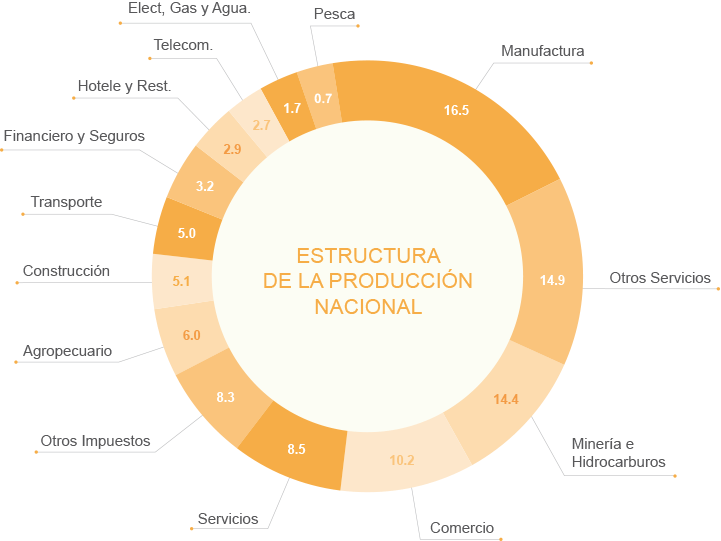 Elect, Gas y Agua.
Pesca
Telecom.
Manufactura
Hotele y Rest.
Financiero y Seguros
Transporte
Construcción
Agropecuario
Otros Impuestos
Servicios
Comercio
Minería e
Hidrocarburos
Otros Servicios
1.7
0.7
16.5
2.7
2.9
3.2
5.0
5.1
6.0
8.3
8.5
10.2
14.4
14.9
ESTRUCTURA
DE LA PRODUCCIÓN
NACIONAL